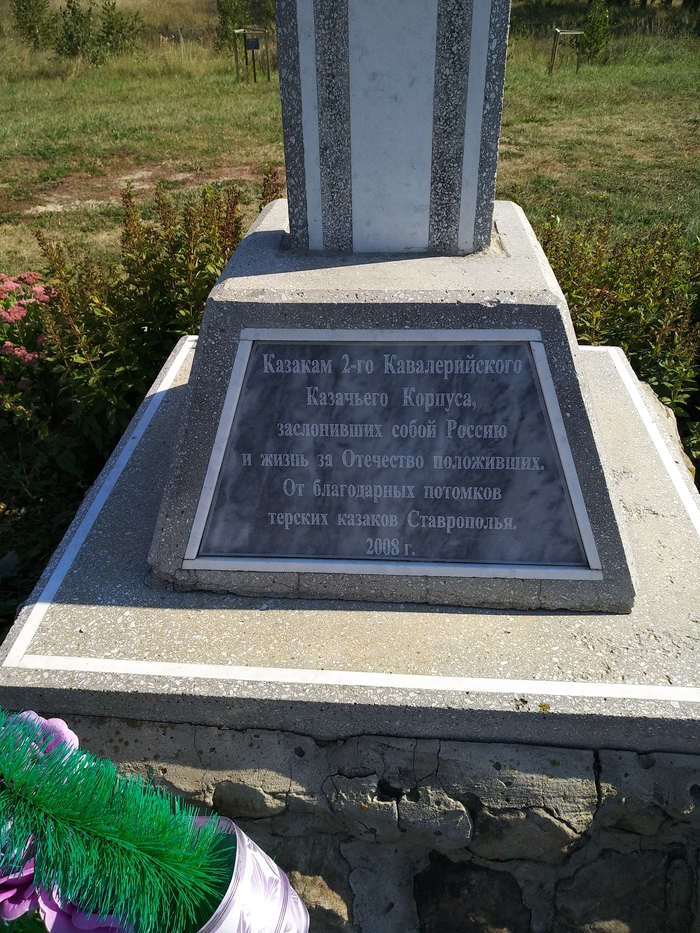 Казакам 2-го Кавалерийского
Казачьего Корпуса,
заслонивших собой Россию
и жизнь за Отечество положивших.
От благодарных потомков
терских казаков Ставрополья.
2008 г.